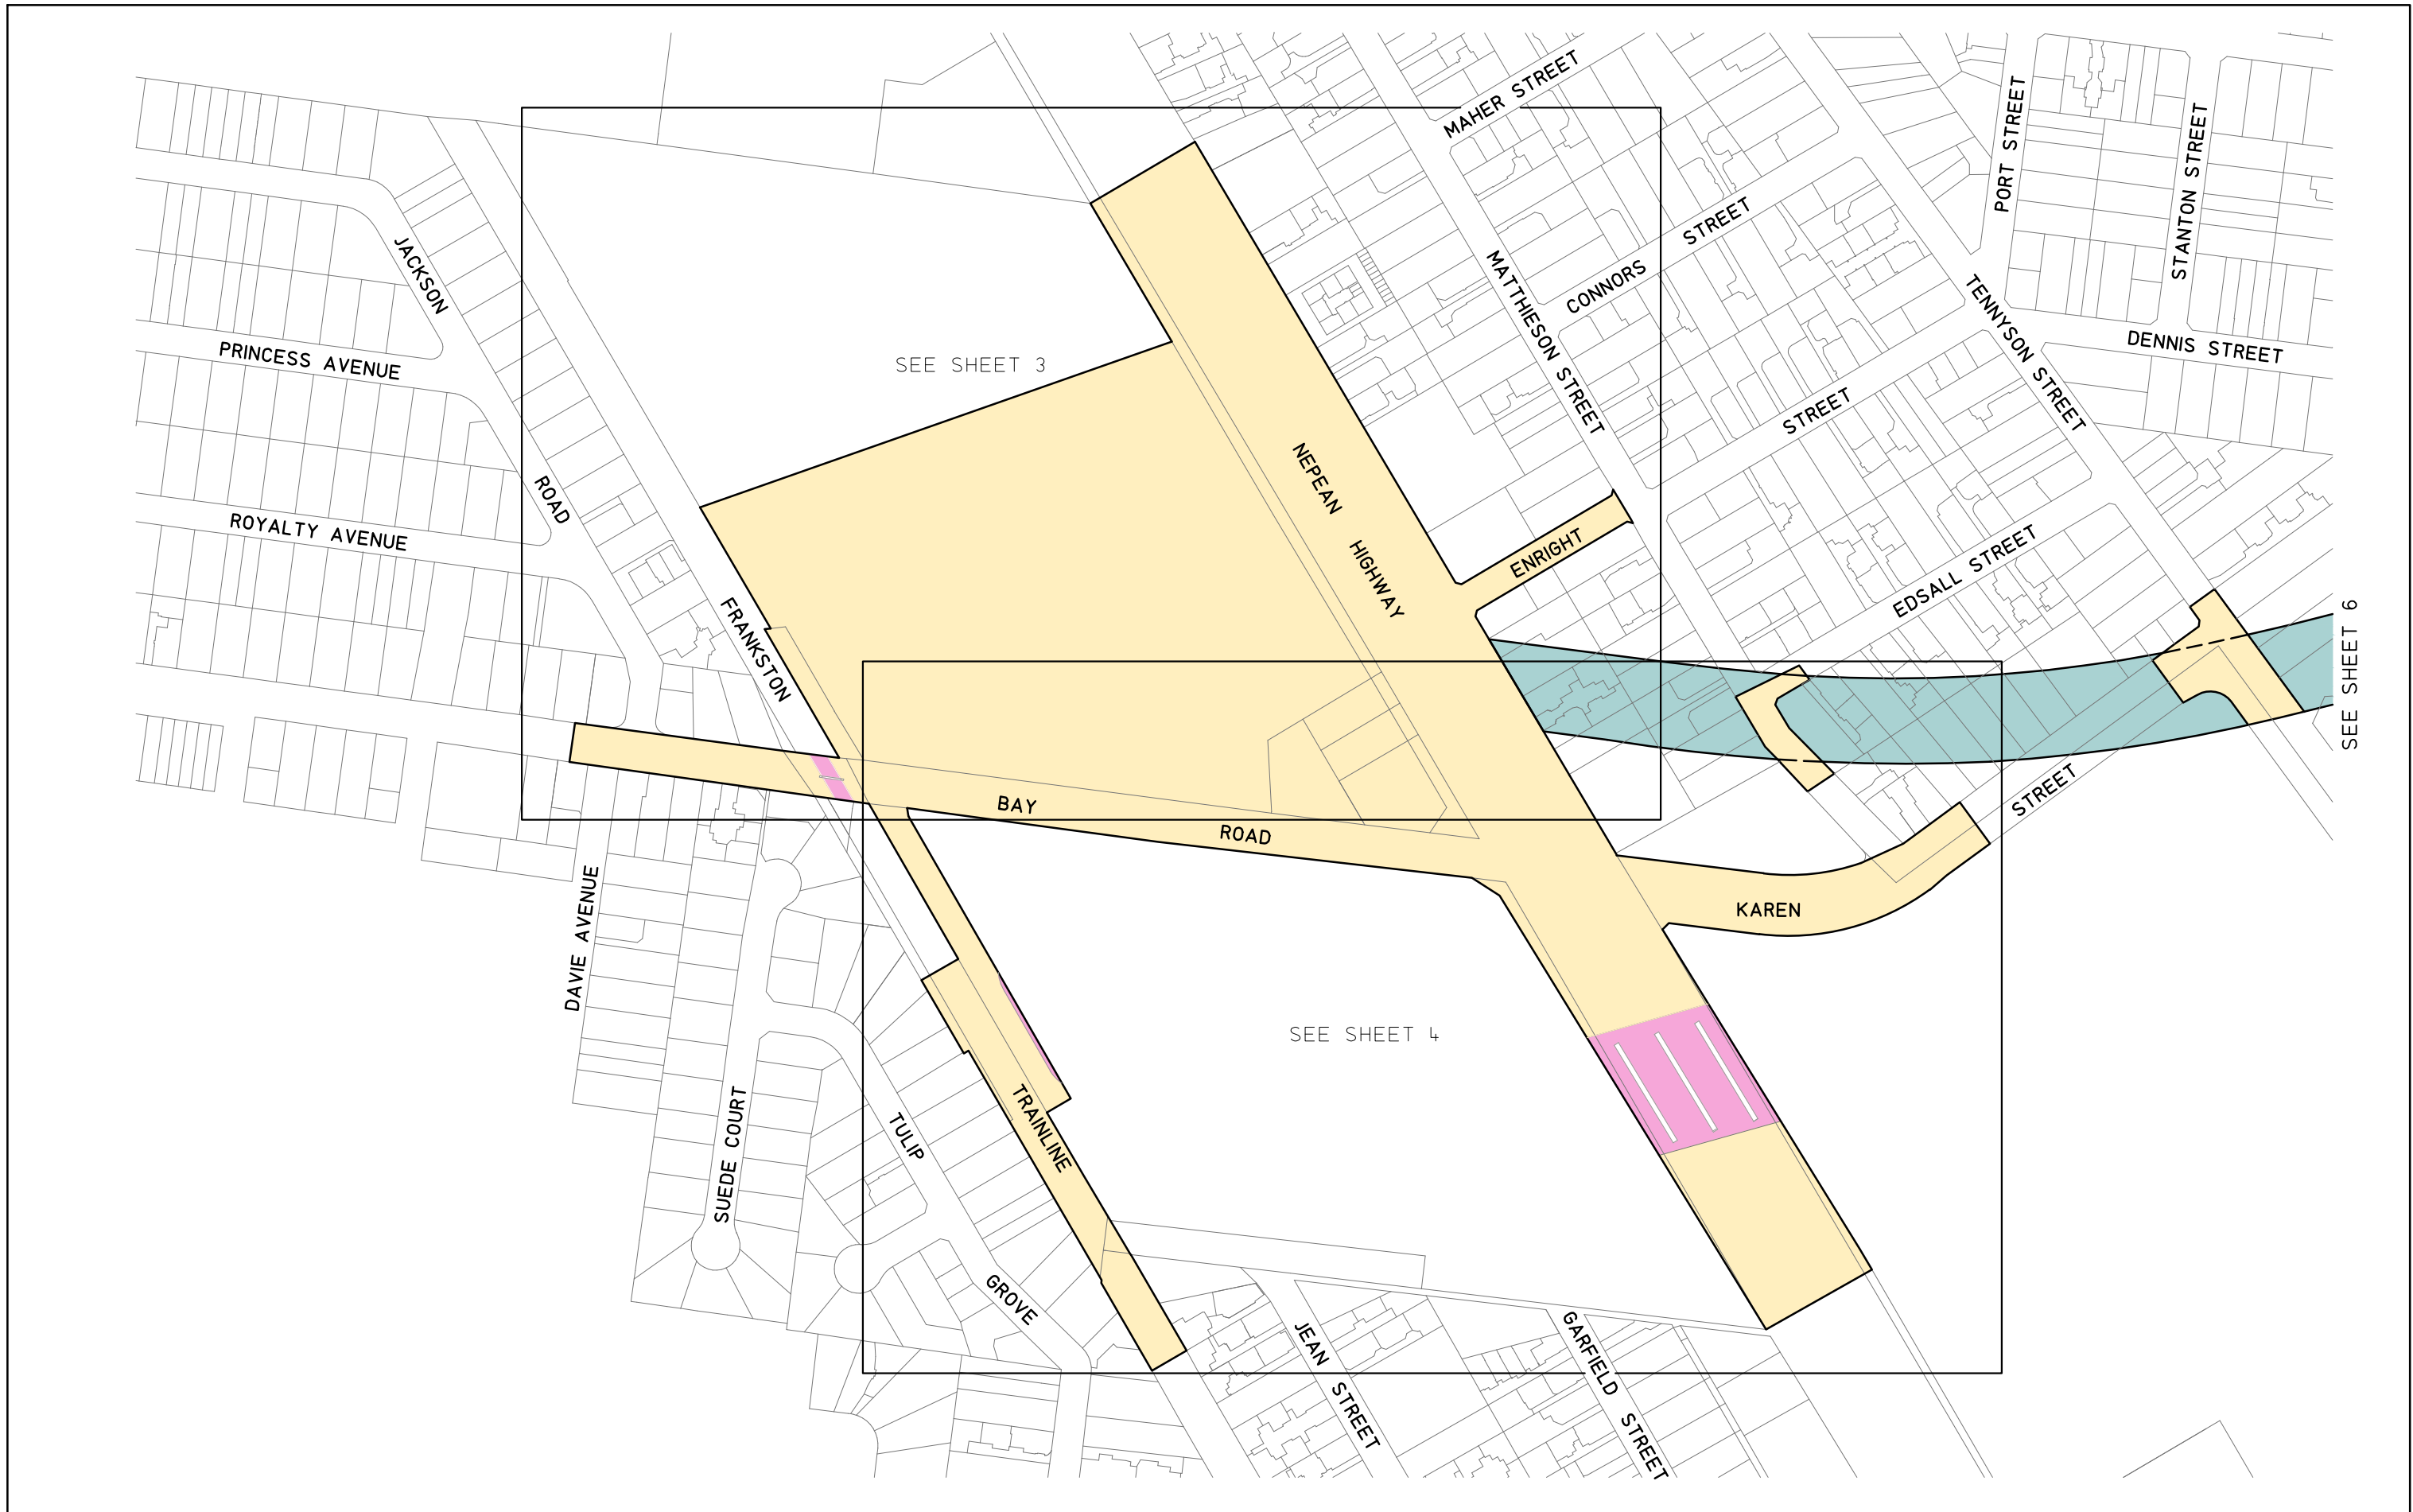 MAHER STREET
PORT STREET
STANTON STREET
JACKSON
ROAD
STREET
CONNORS
MATTHIESON STREET
TENNYSON STREET
DENNIS STREET
PRINCESS AVENUE
SEE SHEET 3
STREET
NEPEAN
HIGHWAY
ROYALTY AVENUE
ENRIGHT
EDSALL STREET
FRANKSTON
SEE SHEET 6
BAY
ROAD
STREET
KAREN
DAVIE AVENUE
SEE SHEET 4
SUEDE COURT
TULIP
TRAINLINE
GROVE
JEAN
STREET
GARFIELD
STREET